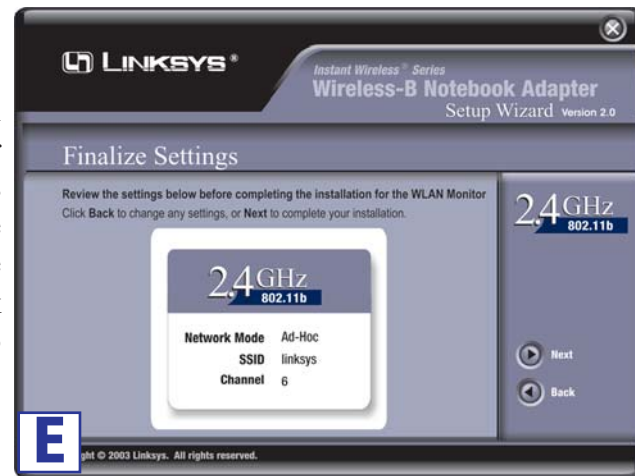 LINKSYS®
Instant Wireless® Series
Wireless-B Notebook Adapter
Setup Wizard Version 2.0
Finalize Settings
Review the settings below before completing the installation for the WLAN Monitor
Click Back to change any settings, or Next to complete your installation.
2.4GHz
802.11b
2.4GHz
802.11b
Network Mode Ad-Hoc
SSID linksys
Channel 6
Next
Back
E
© 2003 Linksys. All rights reserved.